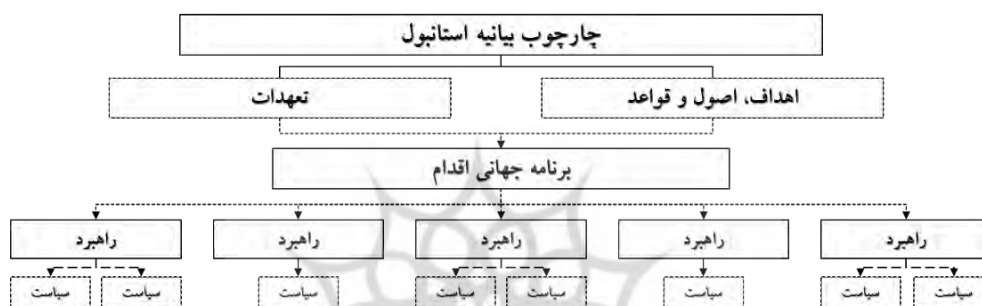 چارچوب بیانیه استانبول
اهداف، اصول و قواعد
تعهدات
برنامه جهانی اقدام
راهبرد
راهبرد
راهبرد
راهبرد
راهبرد
سیاست
سیاست
سیاست
سیاست
سیاست
سیاست
سیاست
سیاست